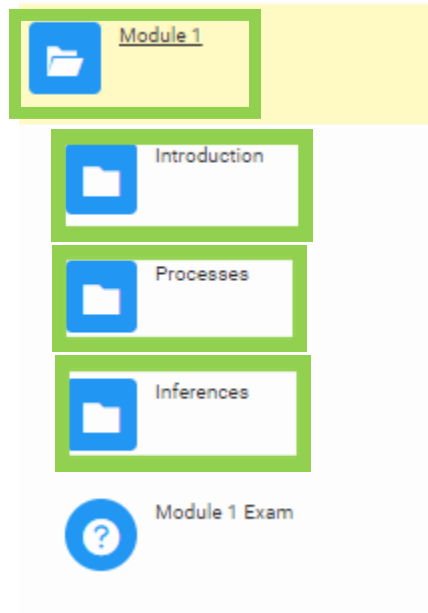 Module 1
Introduction
Processes
Inferences
Module 1 Exam